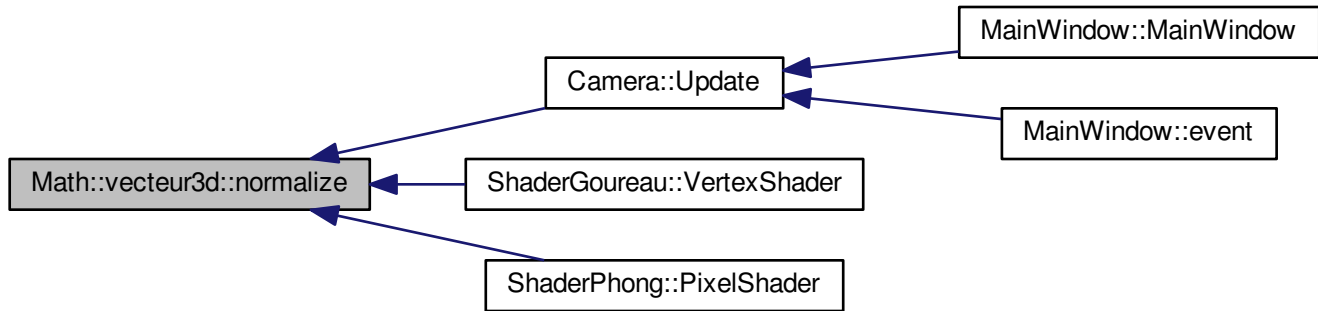 MainWindow::MainWindow
Camera::Update
MainWindow::event
Math::vecteur3d::normalize
ShaderGoureau::VertexShader
ShaderPhong::PixelShader